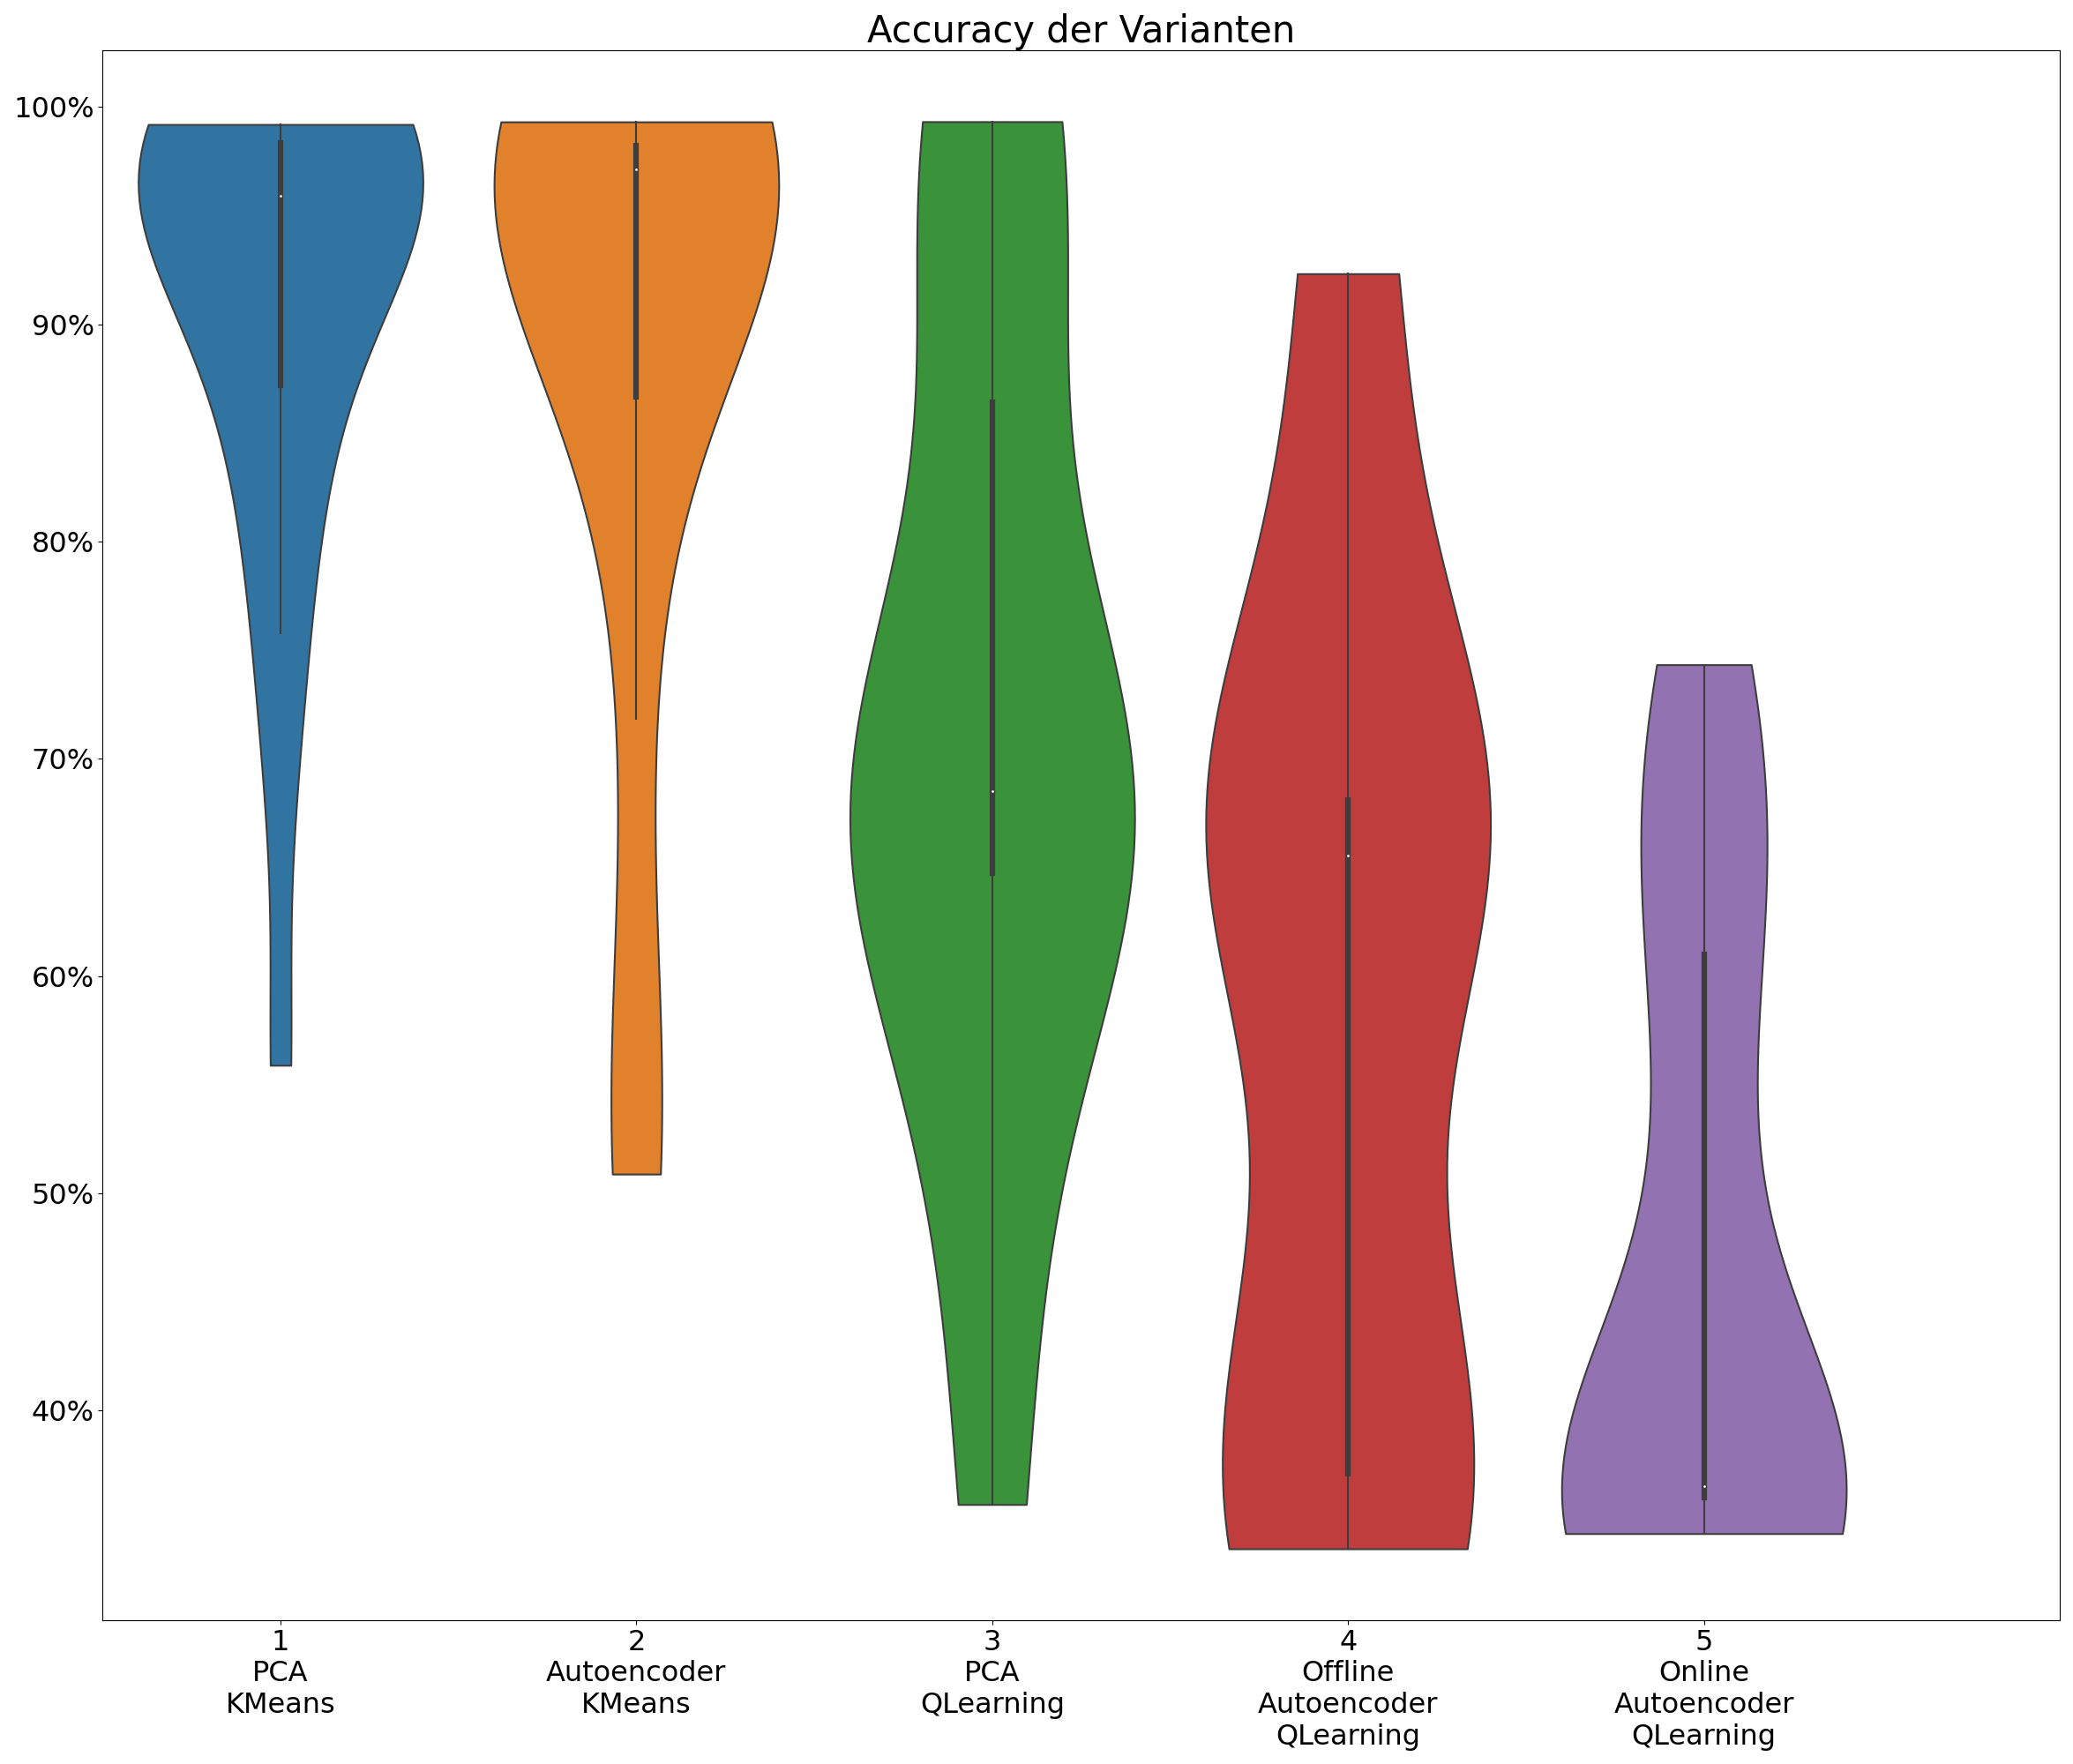 Accuracy der Varianten
100%
90%
80%
70%
60%
50%
40%
1
PCA
KMeans
2
Autoencoder
KMeans
3
PCA
QLearning
4
Offline
Autoencoder
QLearning
5
Online
Autoencoder
QLearning